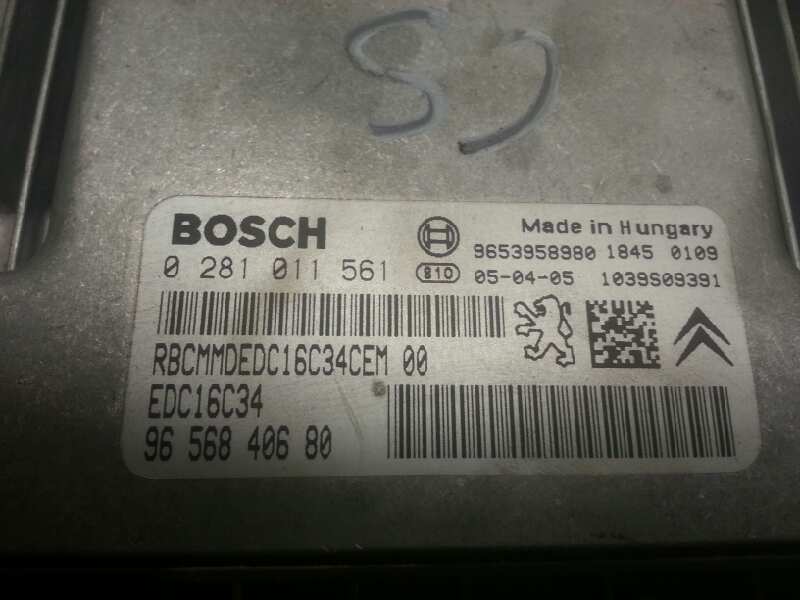 BOSCH
Made in Hungary
0 281 011 561
9653958980 1845 0109
810 05-04-05 1039S09391
RBCMMDEDC16C34CEM 00
EDC16C34
96 568 406 80